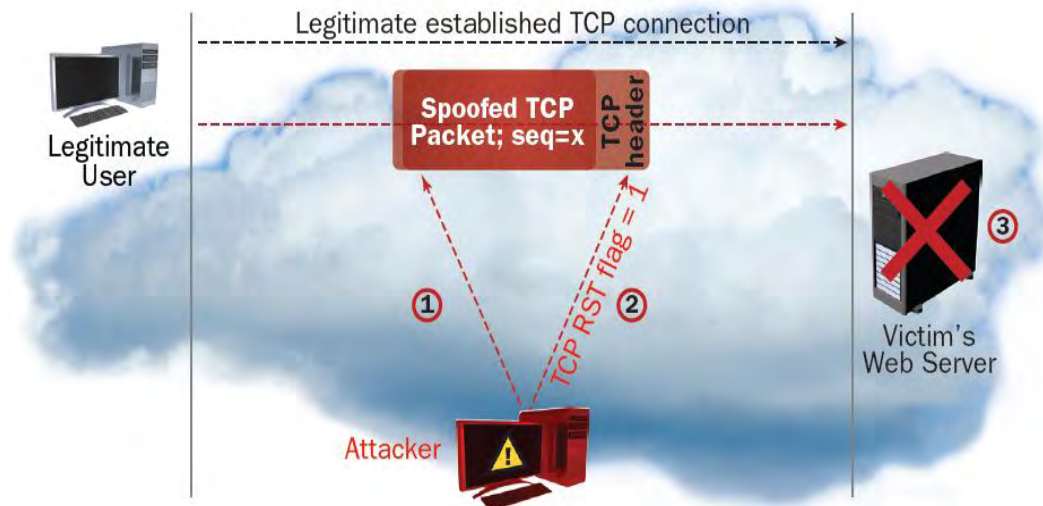 Legitimate established TCP connection
Spoofed TCP
Packet; seq=x
TCP
header
Legitimate
User
1
TCP RST flag = 1
2
3
Victim's
Web Server
Attacker
!